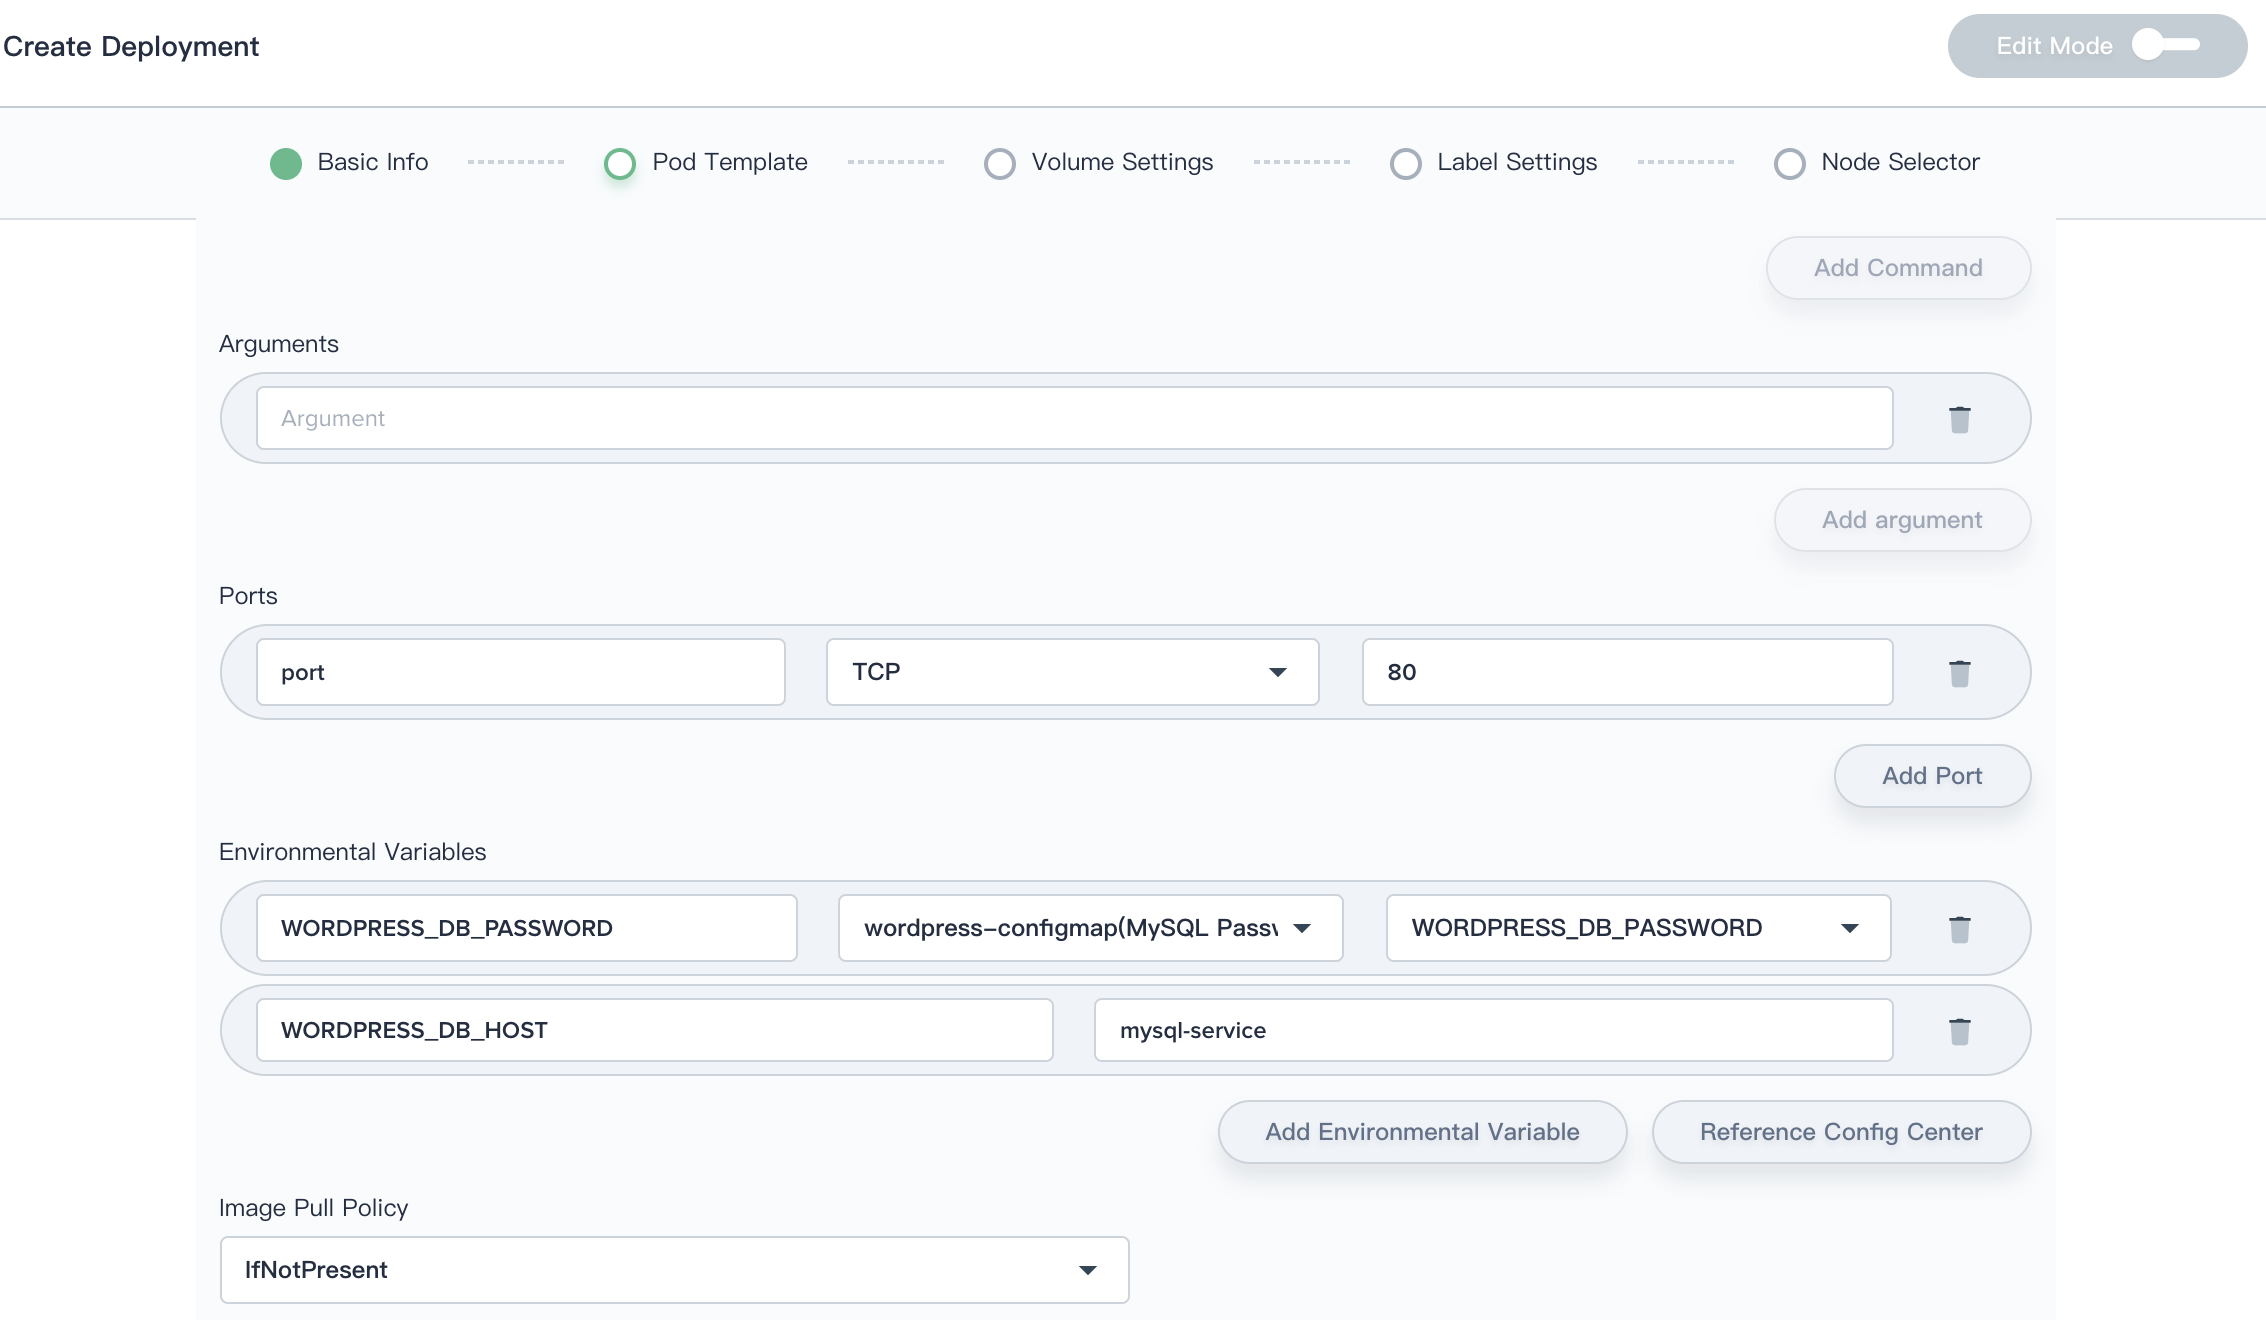 Create Deployment
Edit Mode
Basic Info
Pod Template
Volume Settings
Label Settings
Node Selector
Add Command
Arguments
Argument
Add argument
Ports
port
TCP
80
Add Port
Environmental Variables
WORDPRESS_DB_PASSWORD
wordpress-configmap(MySQL Passw
WORDPRESS_DB_PASSWORD
WORDPRESS_DB_HOST
mysql-service
Add Environmental Variable
Reference Config Center
Image Pull Policy
IfNotPresent